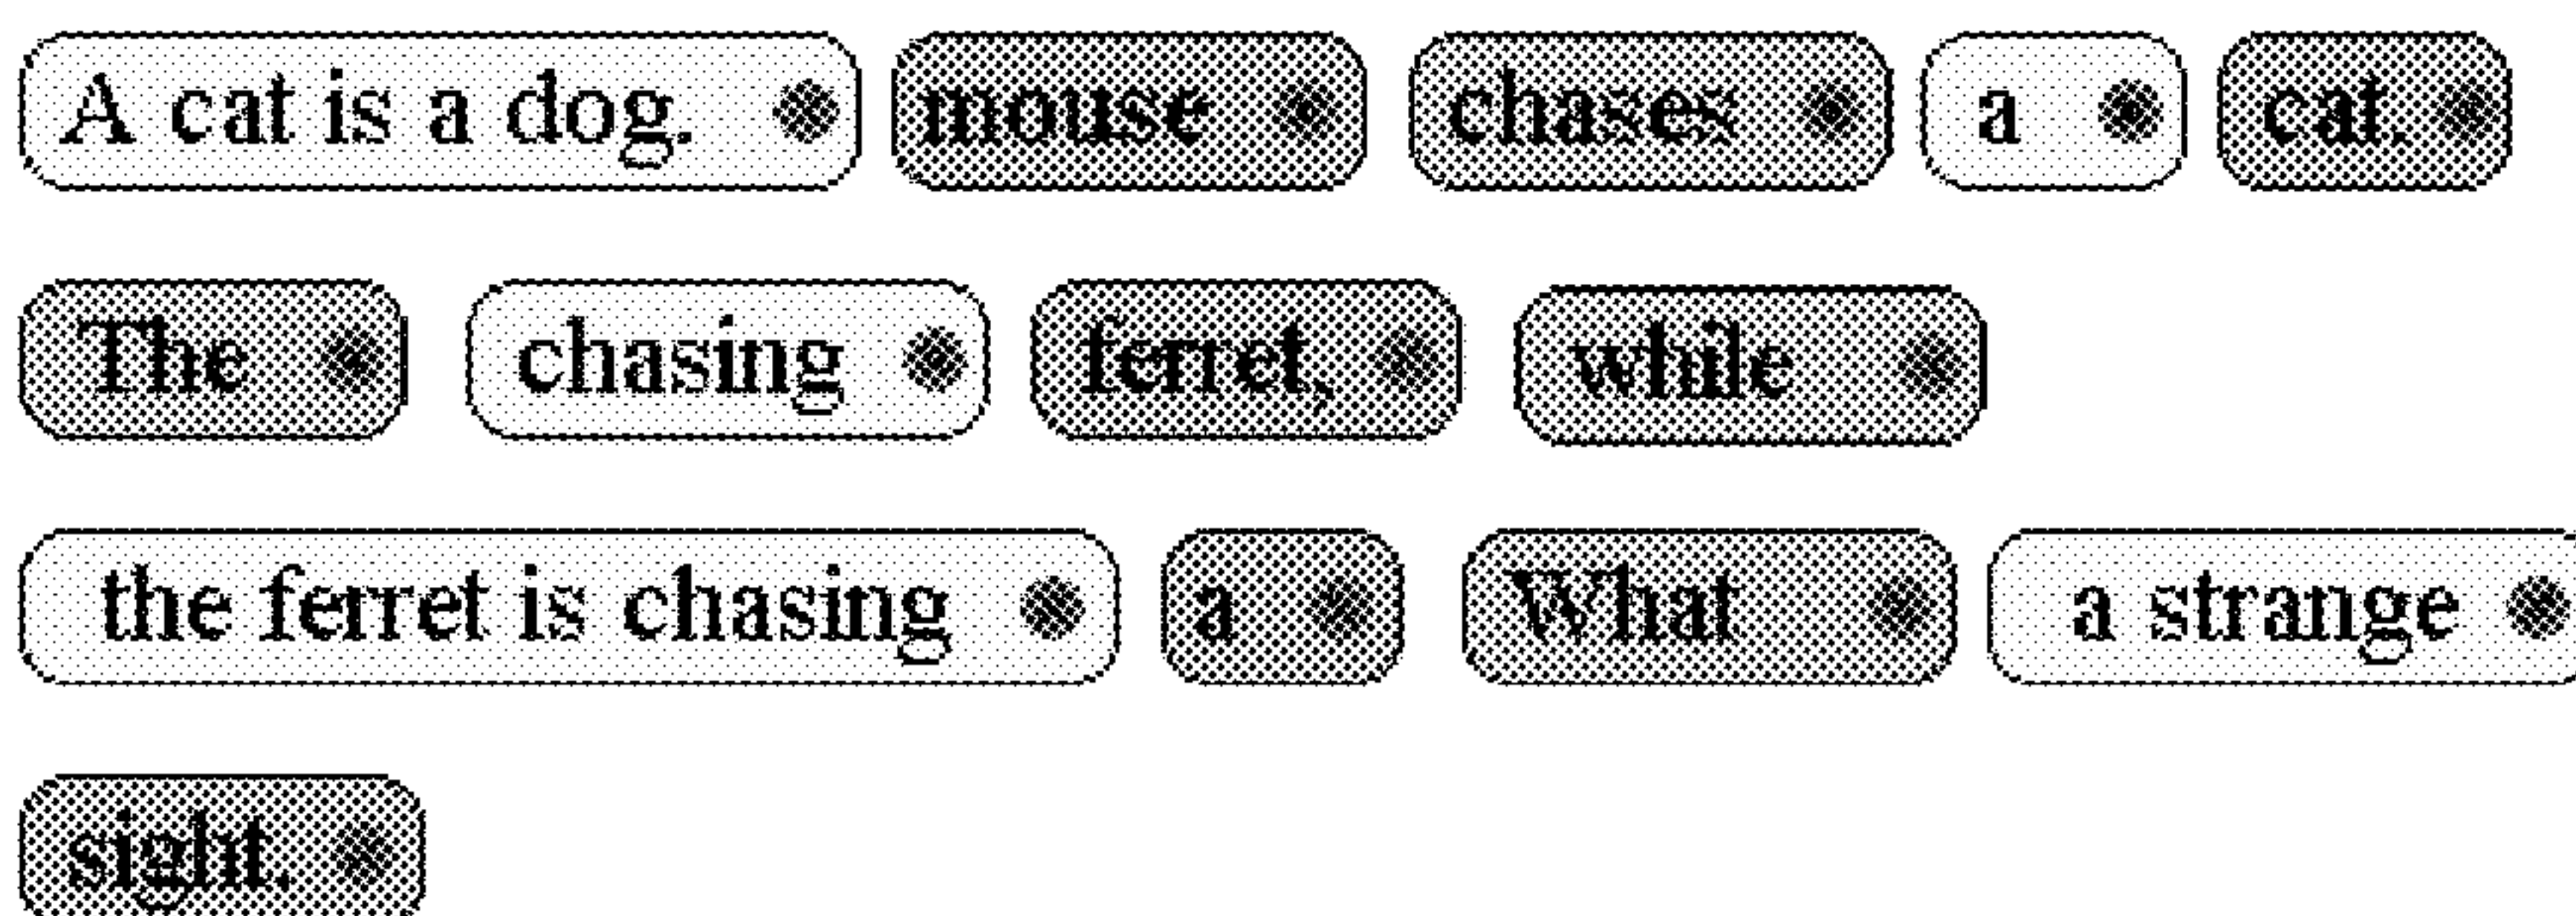 A cat is a dog. mouse chases a cat.
The chasing ferret, while
the ferret is chasing a What a strange
sight.